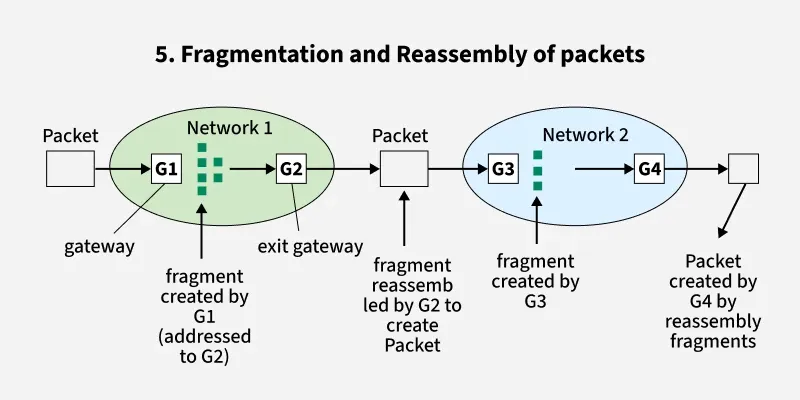 5. Fragmentation and Reassembly of packets
Packet
Network 1
G1
G2
gateway
exit gateway
fragment
created by
G1
(addressed
to G2)
Packet
fragment
reassemb
led by G2 to
create
Packet
Network 2
G3
G4
fragment
created by
G3
Packet
created by
G4 by
reassembly
fragments